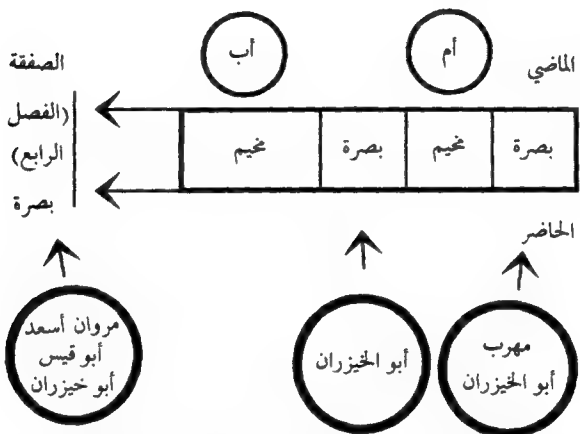 الماضي
أم
أب
الصفقة
(الفصل
الرابع)
بصرة
بصرة
مخيم
بصرة
مخيم
الحاضر
مهرب
أبو الخيزران
أبو الخيزران
مروان أسعد
أبو قيس
أبو خيزران